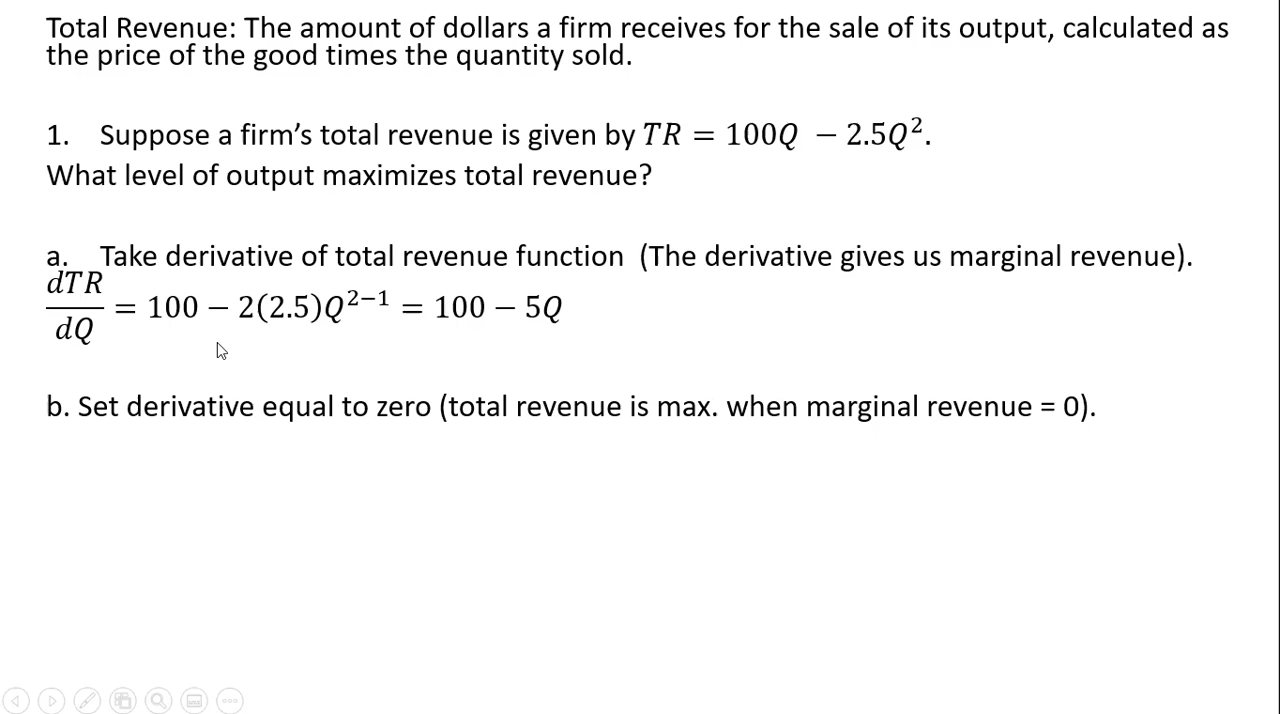 Total Revenue: The amount of dollars a firm receives for the sale of its output, calculated as
the price of the good times the quantity sold.
1. Suppose a firm’s total revenue is given by TR = 100Q − 2.5Q².
What level of output maximizes total revenue?
a. Take derivative of total revenue function (The derivative gives us marginal revenue).
dTR/dQ = 100 − 2(2.5)Q²⁻¹ = 100 − 5Q
b. Set derivative equal to zero (total revenue is max. when marginal revenue = 0).